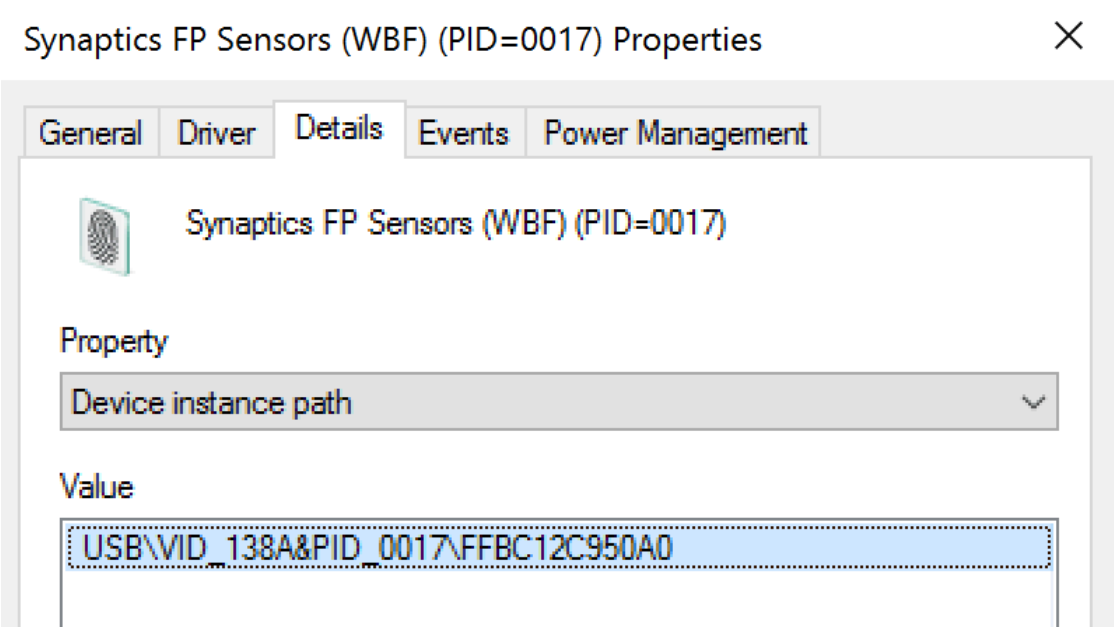 Synaptics FP Sensors (WBF) (PID=0017) Properties
General Driver Details Events Power Management
Synaptics FP Sensors (WBF) (PID=0017)
Property
Device instance path
Value
USB\VID_138A&PID_0017\FFBC12C950A0